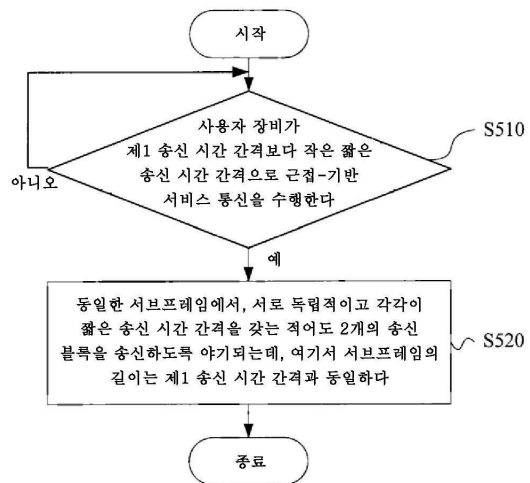 시작
사용자 장비가
제1 송신 시간 간격보다 작은 짧은
송신 시간 간격으로 근접-기반
서비스 통신을 수행한다
S510
아니오
예
동일한 서브프레임에서, 서로 독립적이고 각각이
짧은 송신 시간 간격을 갖는 적어도 2개의 송신
블록을 송신하도록 야기되는데, 여기서 서브프레임의
길이는 제1 송신 시간 간격과 동일하다
S520
종료